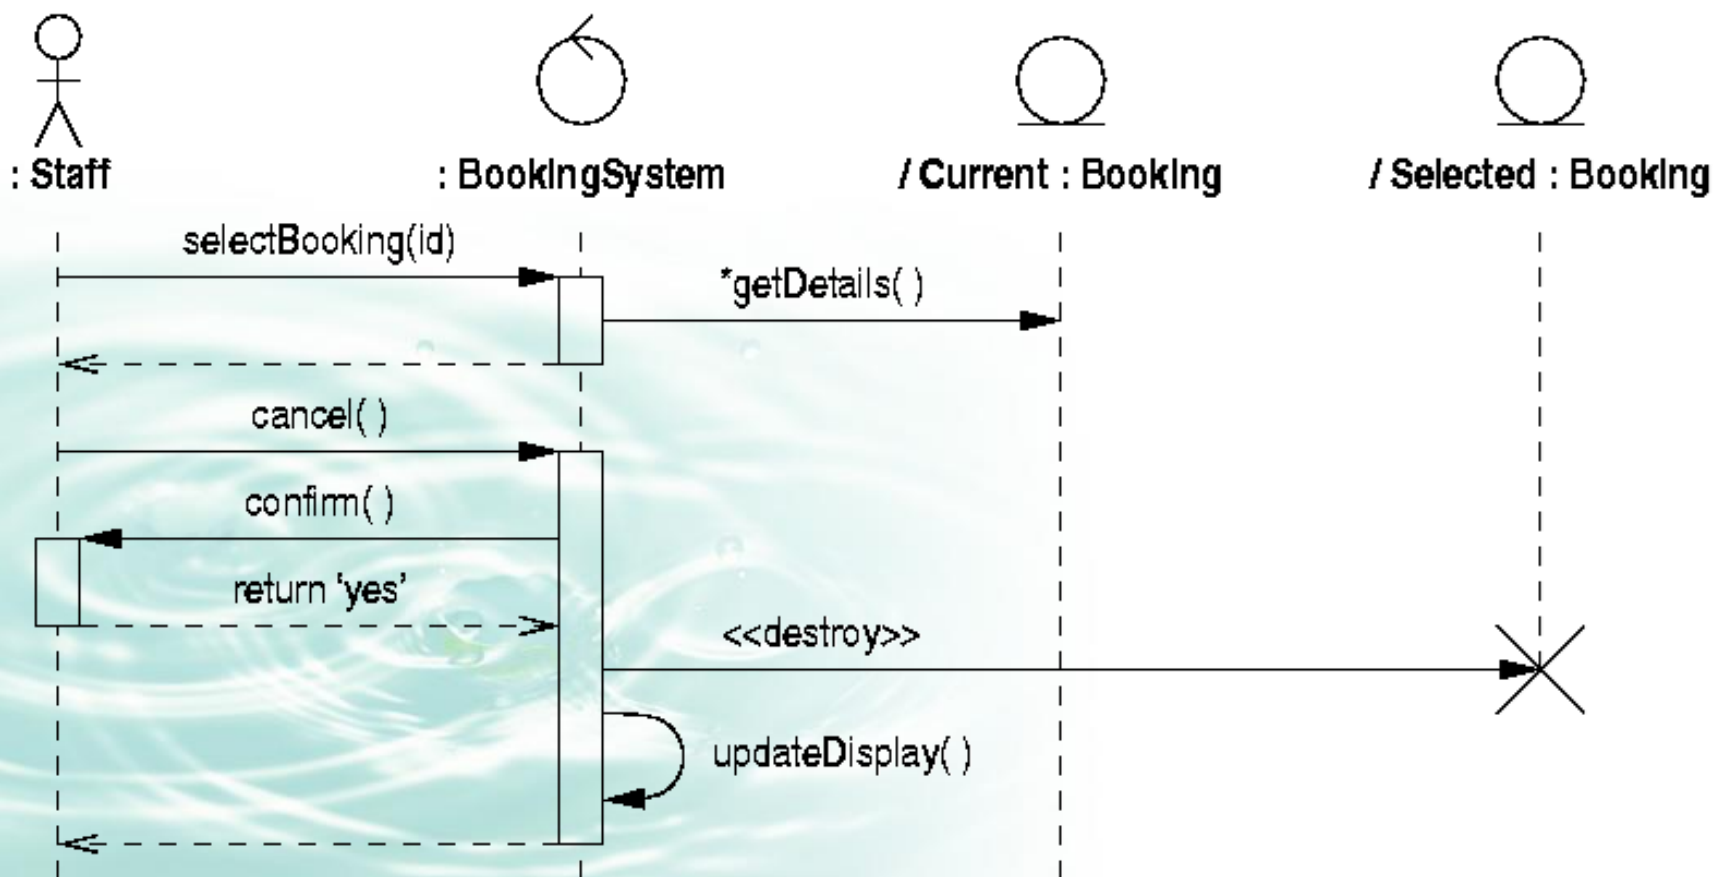 : Staff
: BookingSystem
/ Current : Booking
/ Selected : Booking
selectBooking(id)
*getDetails( )
cancel( )
confirm( )
return ‘yes’
<<destroy>>
updateDisplay( )